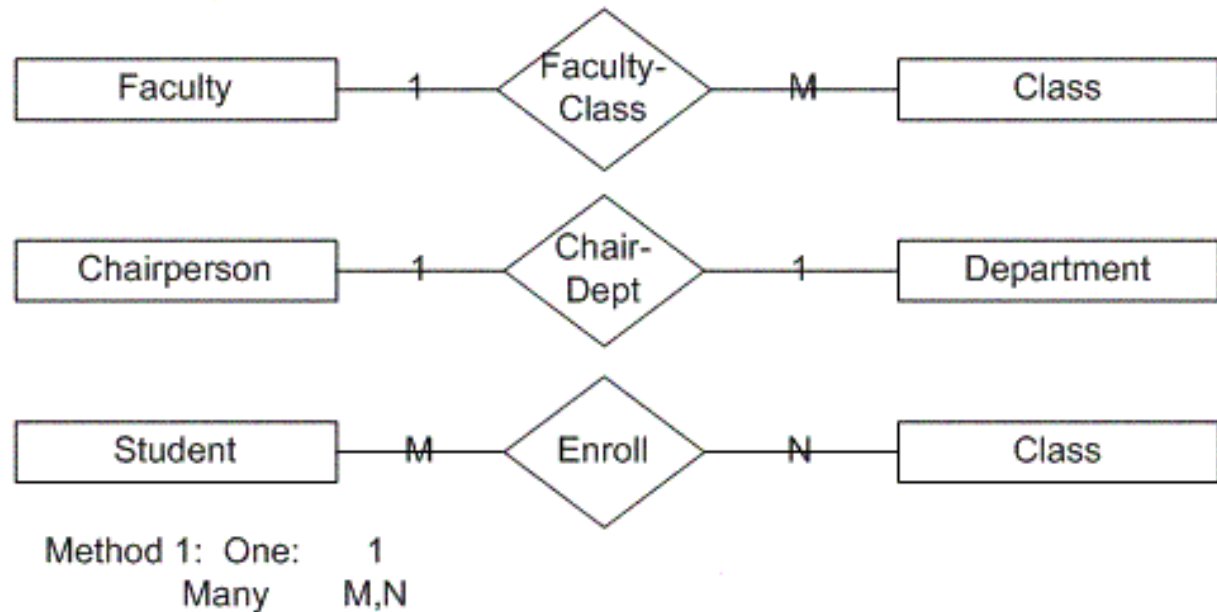 Faculty 1 Faculty- M Class
Class
Chairperson 1 Chair- 1 Department
Dept
Student M Enroll N Class
Method 1: One: 1
Many M,N